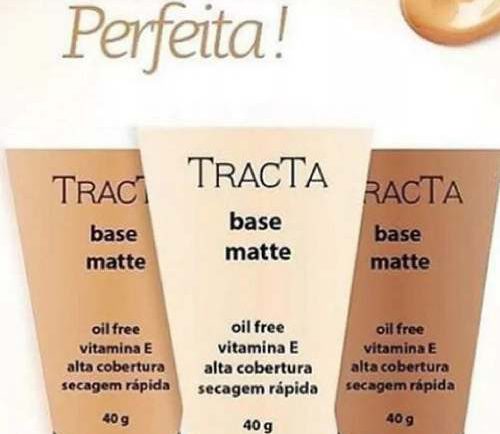 Perfeita!
TRACTA
base
matte
oil free
vitamina E
alta cobertura
secagem rápida
40 g
TRACTA
base
matte
oil free
vitamina E
alta cobertura
secagem rápida
40 g
RACTA
base
matte
oil free
vitamina E
alta cobertura
secagem rápida
40 g